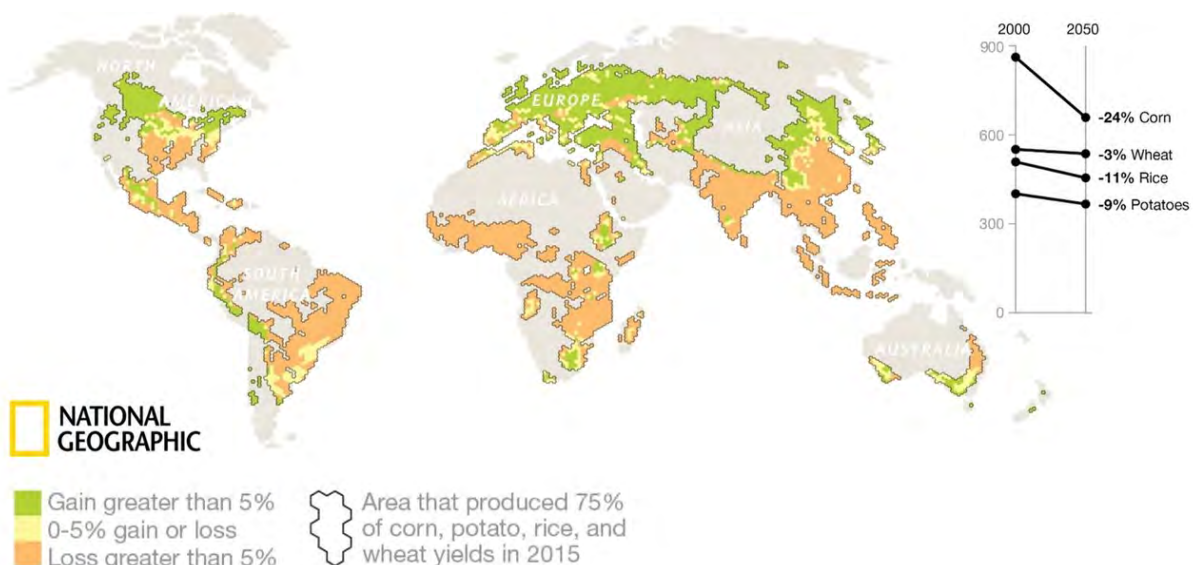 NORTH
AMERICA
EUROPE
ASIA
AFRICA
SOUTH
AMERICA
AUSTRALIA
2000 2050
900
600
300
0
-24% Corn
-3% Wheat
-11% Rice
-9% Potatoes
NATIONAL
GEOGRAPHIC
Gain greater than 5%
0-5% gain or loss
Loss greater than 5%
Area that produced 75%
of corn, potato, rice, and
wheat yields in 2015